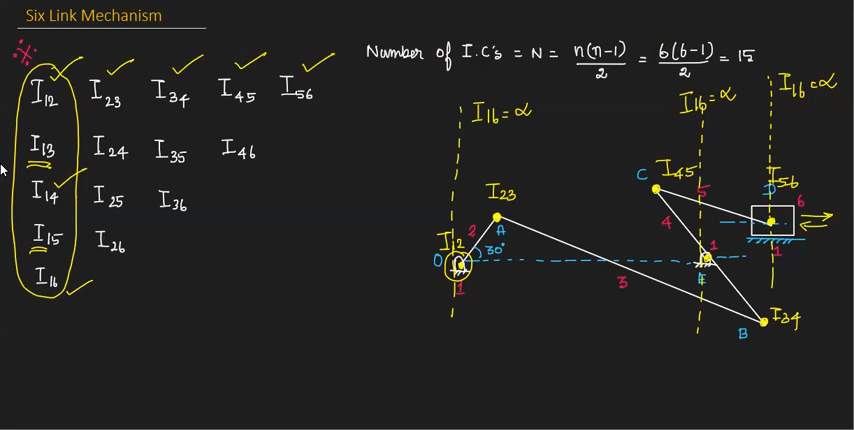 Six Link Mechanism
Number of I.C's = N = n(n-1)/2 = 6(6-1)/2 = 15
I12 I23 I34 I45 I56
I13 I24 I35 I46
I14 I25 I36
I15 I26
I16
I16 = α
I16 = α
I16 = α
C I45
I23
5
I56
D
6
4
2
A
I12
O
30°
1
1
E
1
3
I34
B